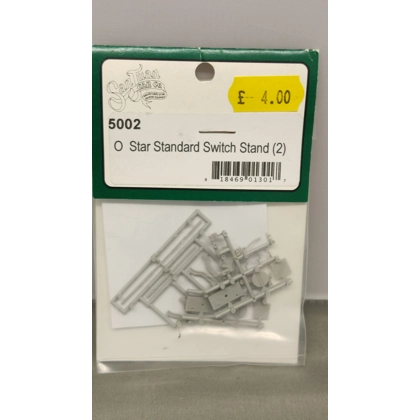 £ 4.00
5002
O Star Standard Switch Stand (2)
18469 01301